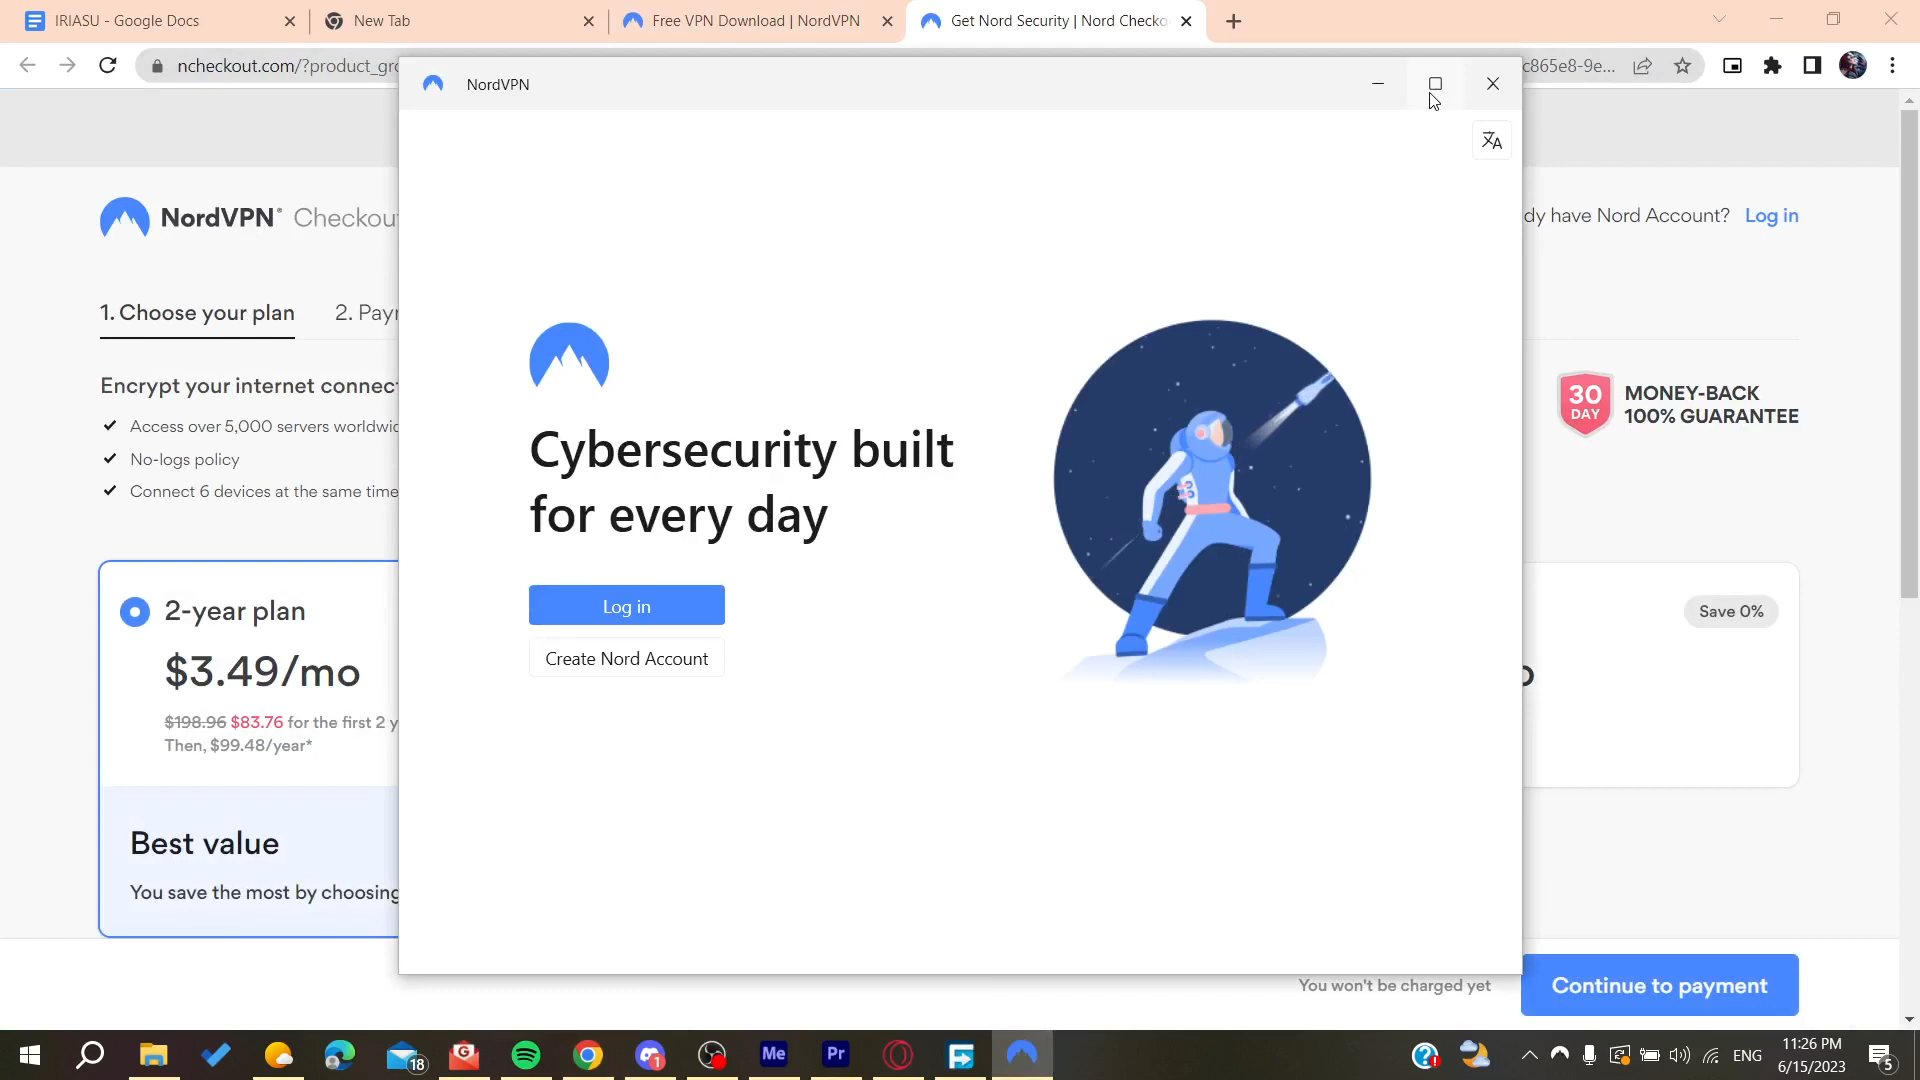 IRIASU - Google Docs
New Tab
Free VPN Download | NordVPN
Get Nord Security | Nord Checko
ncheckout.com/?product_gro
c865e8-9e...
NordVPN
NordVPN® Checkout
dy have Nord Account? Log in
1. Choose your plan
2. Payr
Encrypt your internet connect
Access over 5,000 servers worldwid
No-logs policy
Connect 6 devices at the same time
30
DAY
MONEY-BACK
100% GUARANTEE
Cybersecurity built
for every day
Log in
Create Nord Account
2-year plan
$3.49/mo
$198.96 $83.76 for the first 2 y
Then, $99.48/year*
Save 0%
o
Best value
You save the most by choosing
You won't be charged yet
Continue to payment
18
G
1
Me
Pr
ENG
11:26 PM
6/15/2023
5